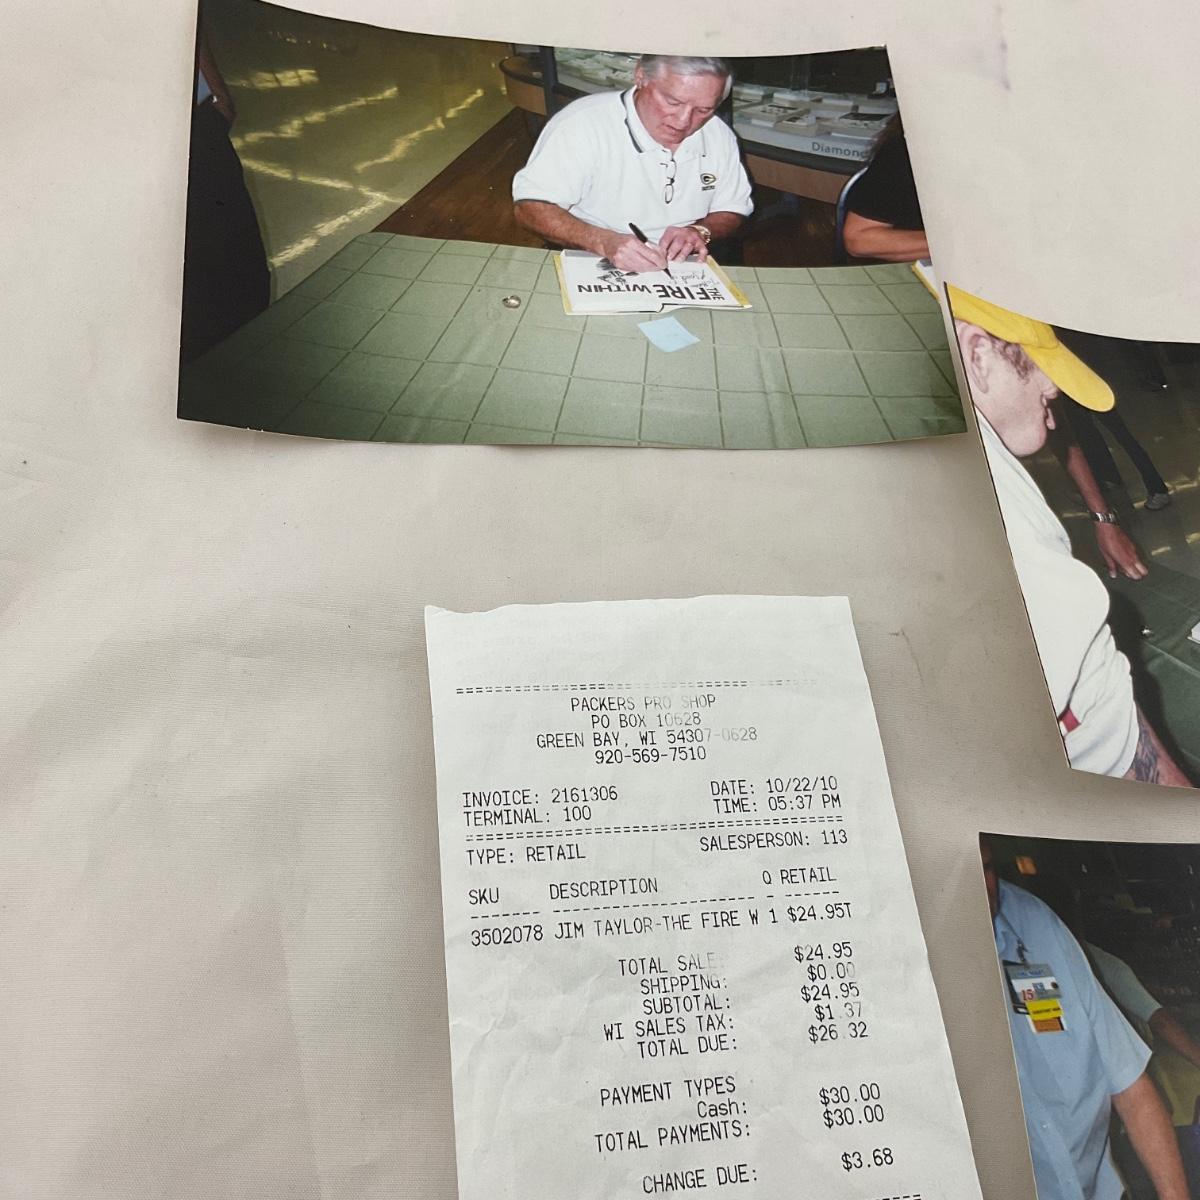 Diamond
THE
FIRE WITHIN
===========================================
PACKERS PRO SHOP
PO BOX 10628
GREEN BAY, WI 54307-0628
920-569-7510
INVOICE: 2161306 DATE: 10/22/10
TERMINAL: 100 TIME: 05:37 PM
===========================================
TYPE: RETAIL SALESPERSON: 113
SKU DESCRIPTION Q RETAIL
------- -------------------- - ------
3502078 JIM TAYLOR-THE FIRE W 1 $24.95T
TOTAL SALE: $24.95
SHIPPING: $0.00
SUBTOTAL: $24.95
WI SALES TAX: $1.37
TOTAL DUE: $26.32
PAYMENT TYPES
Cash: $30.00
TOTAL PAYMENTS: $30.00
CHANGE DUE: $3.68
15